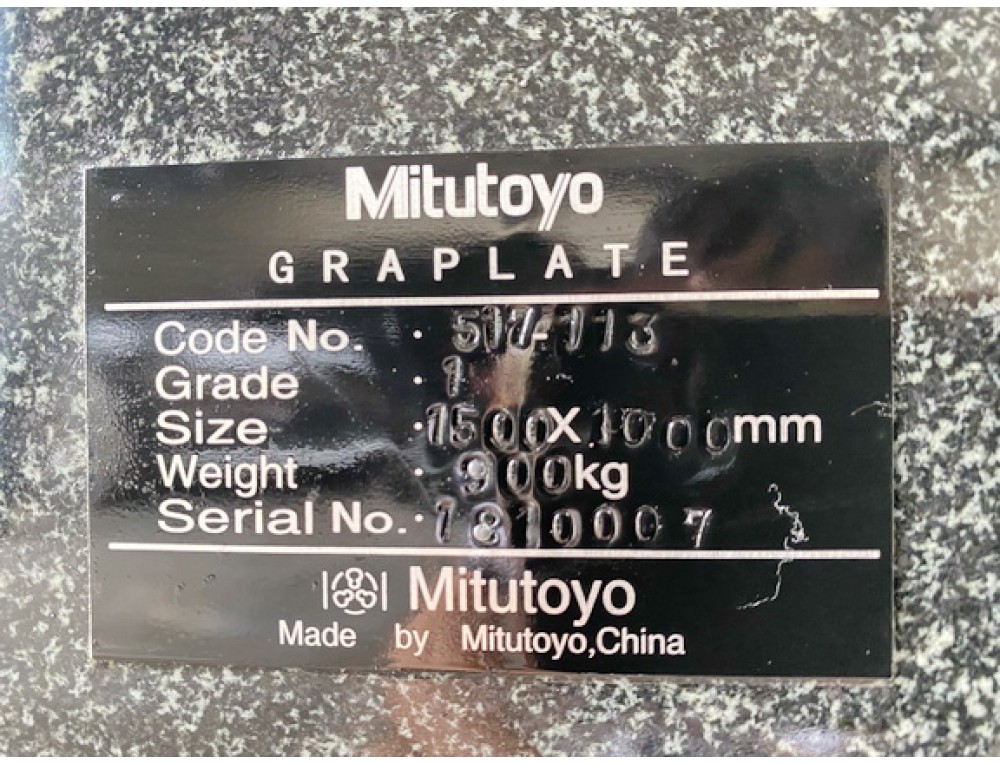 Mitutoyo
GRAPLATE
Code No. · 517-113
Grade · 1
Size · 1500X1000mm
Weight · 900kg
Serial No. · 1810007
Mitutoyo
Made by Mitutoyo,China